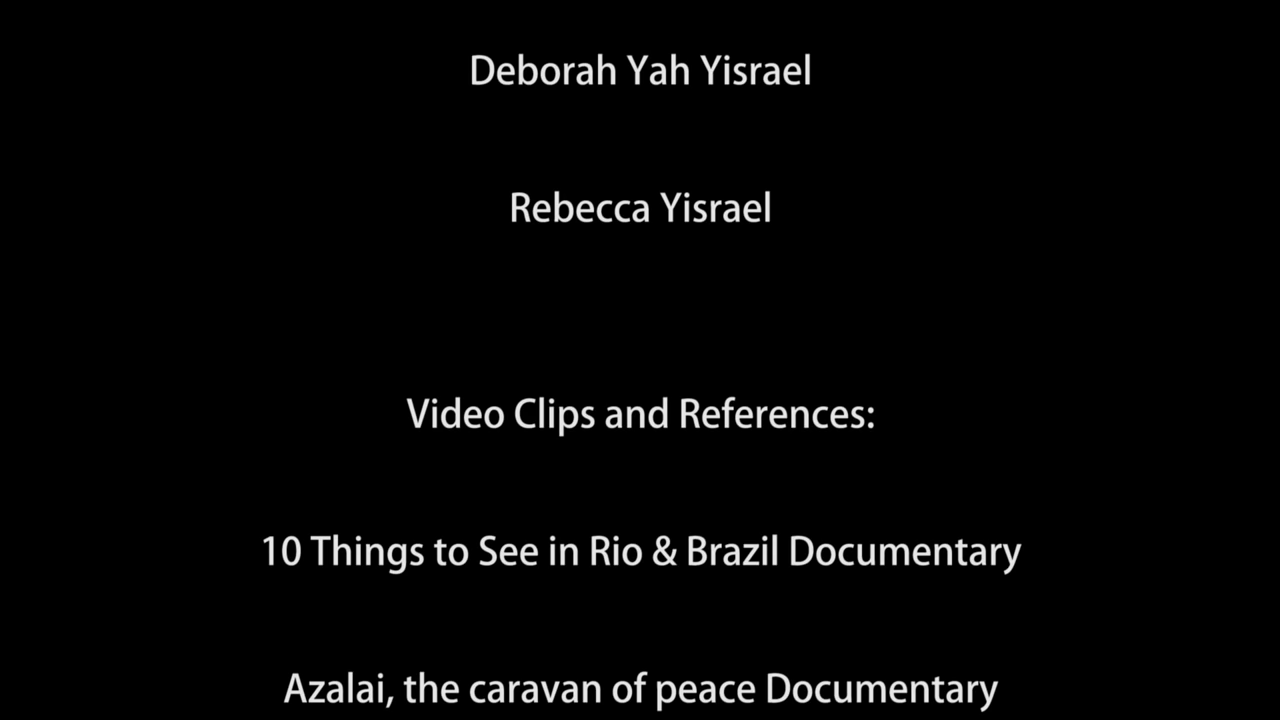 Deborah Yah Yisrael
Rebecca Yisrael
Video Clips and References:
10 Things to See in Rio & Brazil Documentary
Azalai, the caravan of peace Documentary